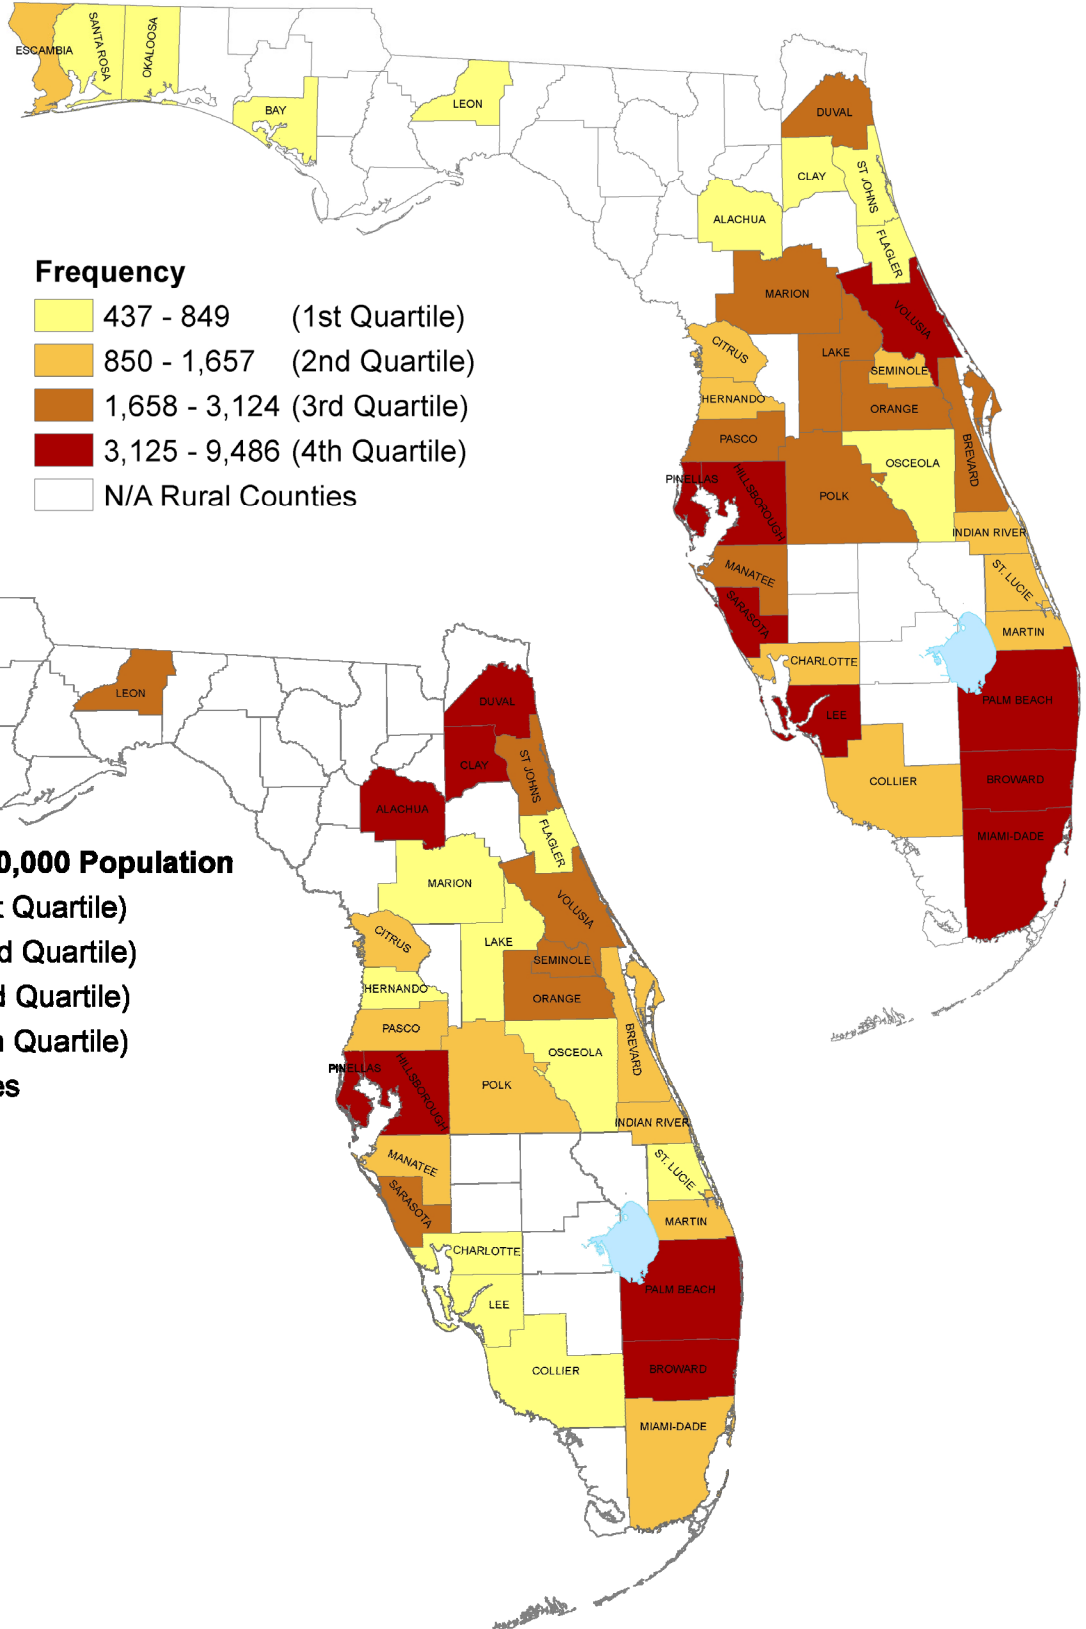 ESCAMBIA
SANTA ROSA
OKALOOSA
BAY
LEON
DUVAL
CLAY
ST JOHNS
ALACHUA
FLAGLER
MARION
VOLUSIA
CITRUS
LAKE
SEMINOLE
HERNANDO
ORANGE
PASCO
BREVARD
OSCEOLA
PINELLAS
HILLSBOROUGH
POLK
INDIAN RIVER
MANATEE
ST. LUCIE
SARASOTA
MARTIN
CHARLOTTE
PALM BEACH
LEE
BROWARD
COLLIER
MIAMI-DADE
Frequency
437 - 849 (1st Quartile)
850 - 1,657 (2nd Quartile)
1,658 - 3,124 (3rd Quartile)
3,125 - 9,486 (4th Quartile)
N/A Rural Counties
LEON
DUVAL
CLAY
ST JOHNS
ALACHUA
FLAGLER
MARION
VOLUSIA
CITRUS
LAKE
SEMINOLE
HERNANDO
ORANGE
PASCO
BREVARD
OSCEOLA
PINELLAS
HILLSBOROUGH
POLK
INDIAN RIVER
MANATEE
ST. LUCIE
SARASOTA
MARTIN
CHARLOTTE
PALM BEACH
LEE
BROWARD
COLLIER
MIAMI-DADE
0,000 Population
t Quartile)
d Quartile)
d Quartile)
h Quartile)
es